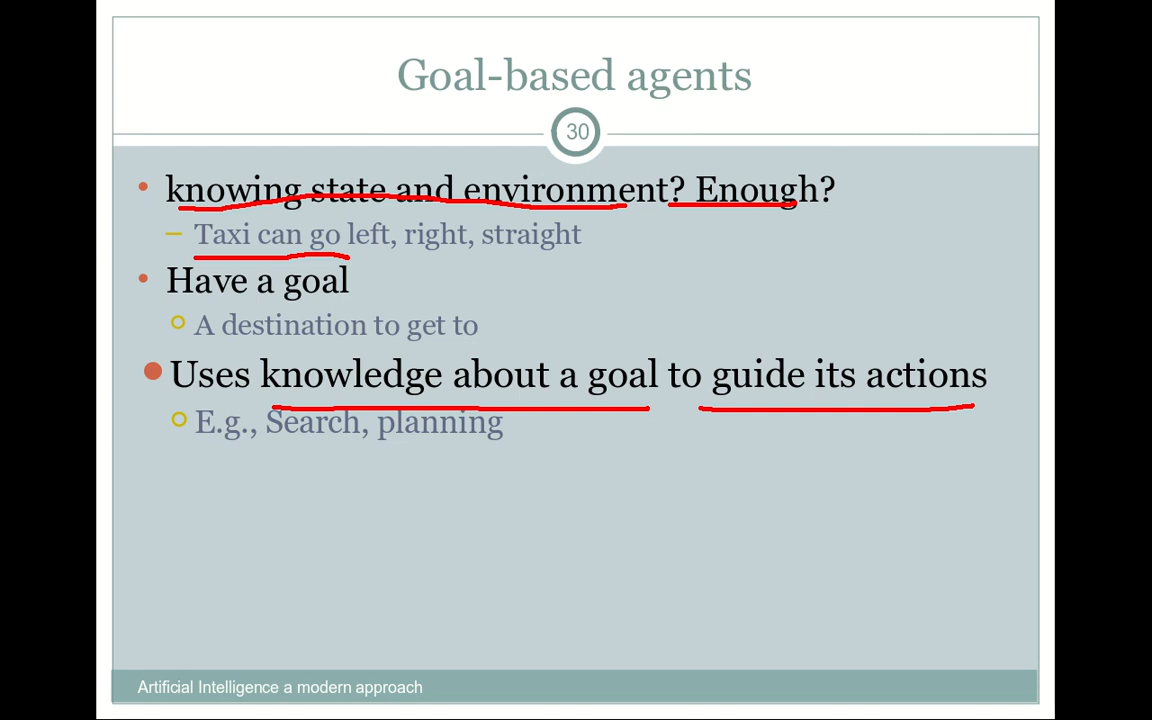 Goal-based agents
30
• knowing state and environment? Enough?
– Taxi can go left, right, straight
• Have a goal
○ A destination to get to
• Uses knowledge about a goal to guide its actions
○ E.g., Search, planning
Artificial Intelligence a modern approach